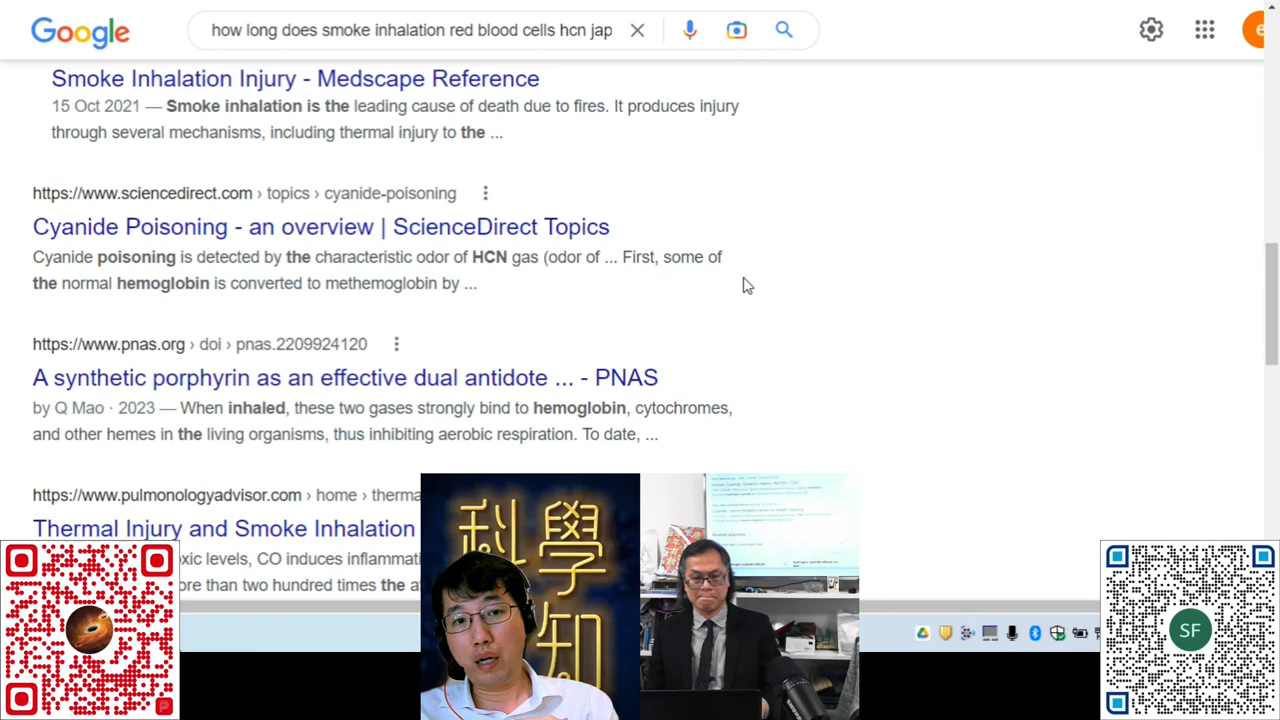 Google
how long does smoke inhalation red blood cells hcn jap
Smoke Inhalation Injury - Medscape Reference
15 Oct 2021 — Smoke inhalation is the leading cause of death due to fires. It produces injury
through several mechanisms, including thermal injury to the ...
https://www.sciencedirect.com › topics › cyanide-poisoning
Cyanide Poisoning - an overview | ScienceDirect Topics
Cyanide poisoning is detected by the characteristic odor of HCN gas (odor of ... First, some of
the normal hemoglobin is converted to methemoglobin by ...
https://www.pnas.org › doi › pnas.2209924120
A synthetic porphyrin as an effective dual antidote ... - PNAS
by Q Mao · 2023 — When inhaled, these two gases strongly bind to hemoglobin, cytochromes,
and other hemes in the living organisms, thus inhibiting aerobic respiration. To date, ...
https://www.pulmonologyadvisor.com › home › therma
Thermal Injury and Smoke Inhalation
oxic levels, CO induces inflammati
ore than two hundred times the a
科學
知
SF